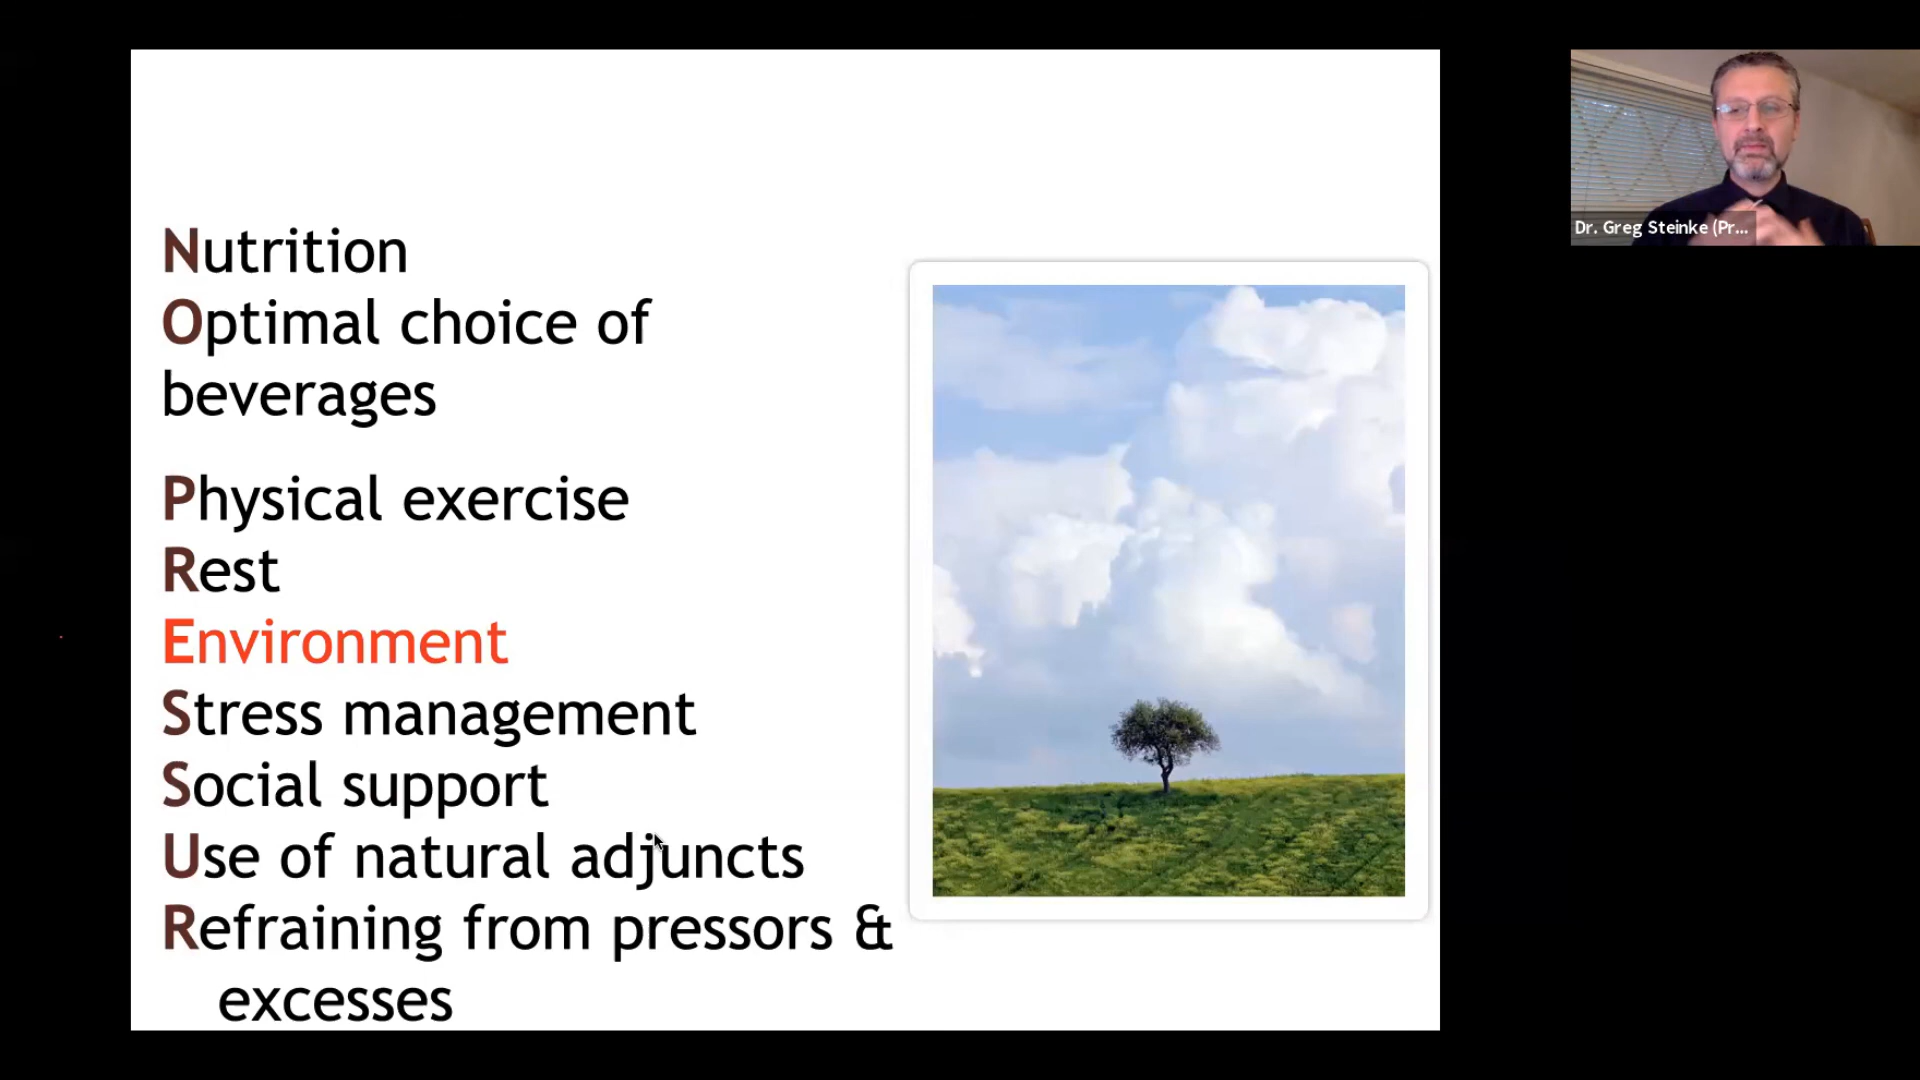 Nutrition
Optimal choice of
beverages
Physical exercise
Rest
Environment
Stress management
Social support
Use of natural adjuncts
Refraining from pressors &
excesses
Dr. Greg Steinke (Pr...